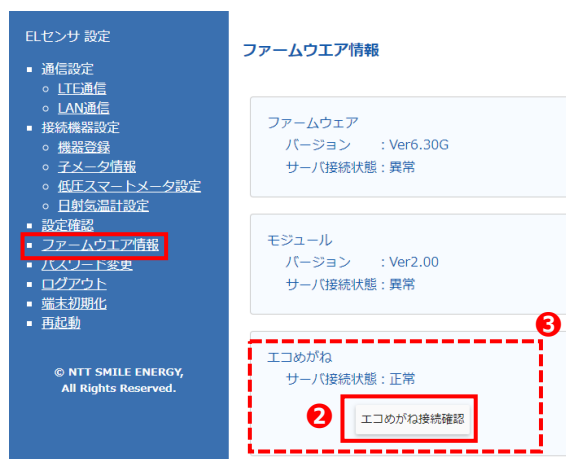 ELセンサ 設定
通信設定
LTE通信
LAN通信
接続機器設定
機器登録
子メータ情報
低圧スマートメータ設定
日射気温計設定
設定確認
ファームウエア情報
パスワード変更
ログアウト
端末初期化
再起動
© NTT SMILE ENERGY,
All Rights Reserved.
ファームウエア情報
ファームウェア
バージョン : Ver6.30G
サーバ接続状態 : 異常
モジュール
バージョン : Ver2.00
サーバ接続状態 : 異常
❸
エコめがね
サーバ接続状態 : 正常
❷ エコめがね接続確認